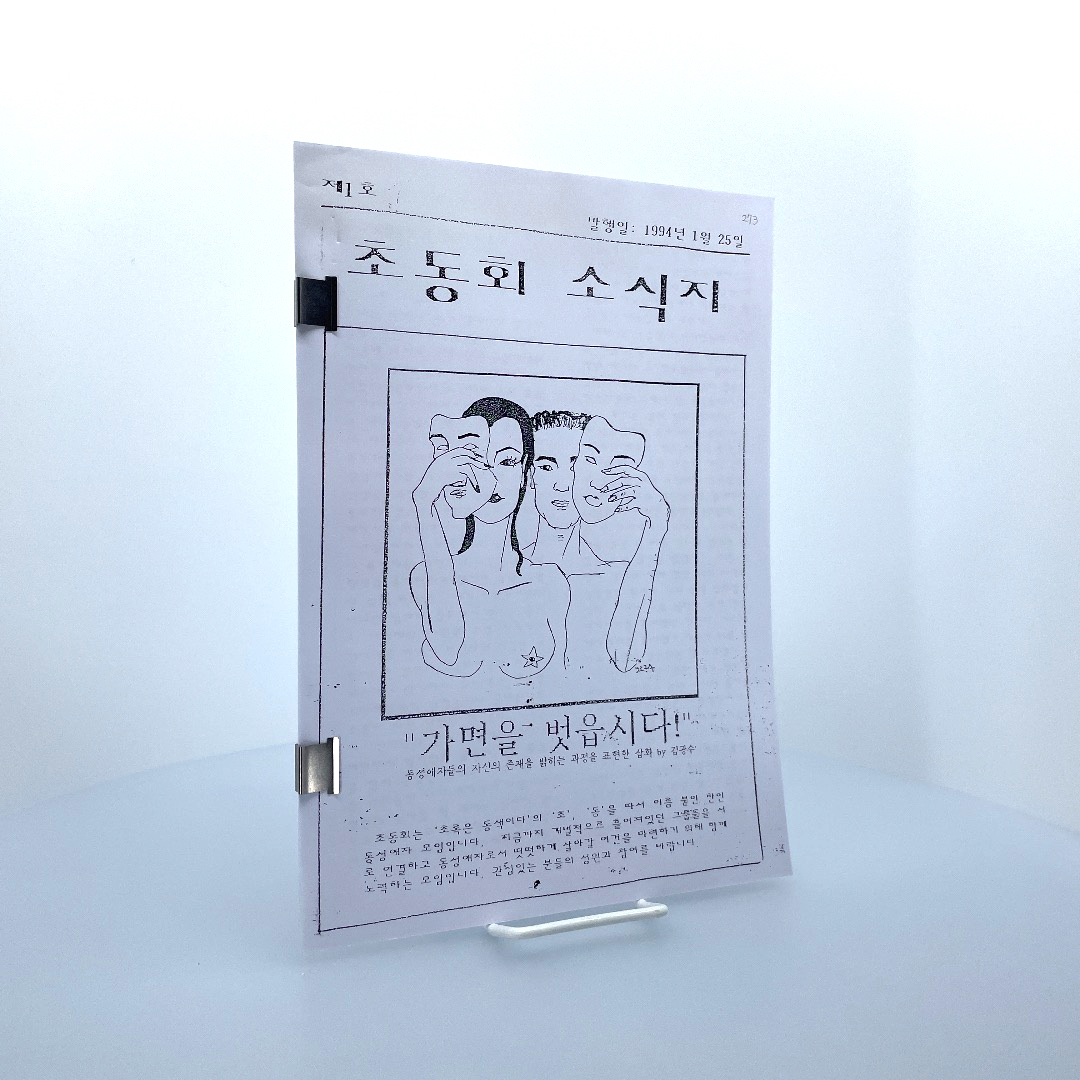 제1호
273
발행일: 1994년 1월 25일
초동회 소식지
"가면을 벗읍시다!"
동성애자들의 자신의 존재를 밝히는 과정을 표현한 삽화 by 김광수
초동회는 '초록은 동색이다'의 '초', '동'을 따서 이름 붙인 한인
동성애자 모임입니다. 지금까지 개별적으로 흩어져있던 그룹들을 서
로 연결하고 동성애자로서 떳떳하게 살아갈 여건을 마련하기 위해 함께
노력하는 모임입니다. 관심있는 분들의 성원과 참여를 바랍니다.